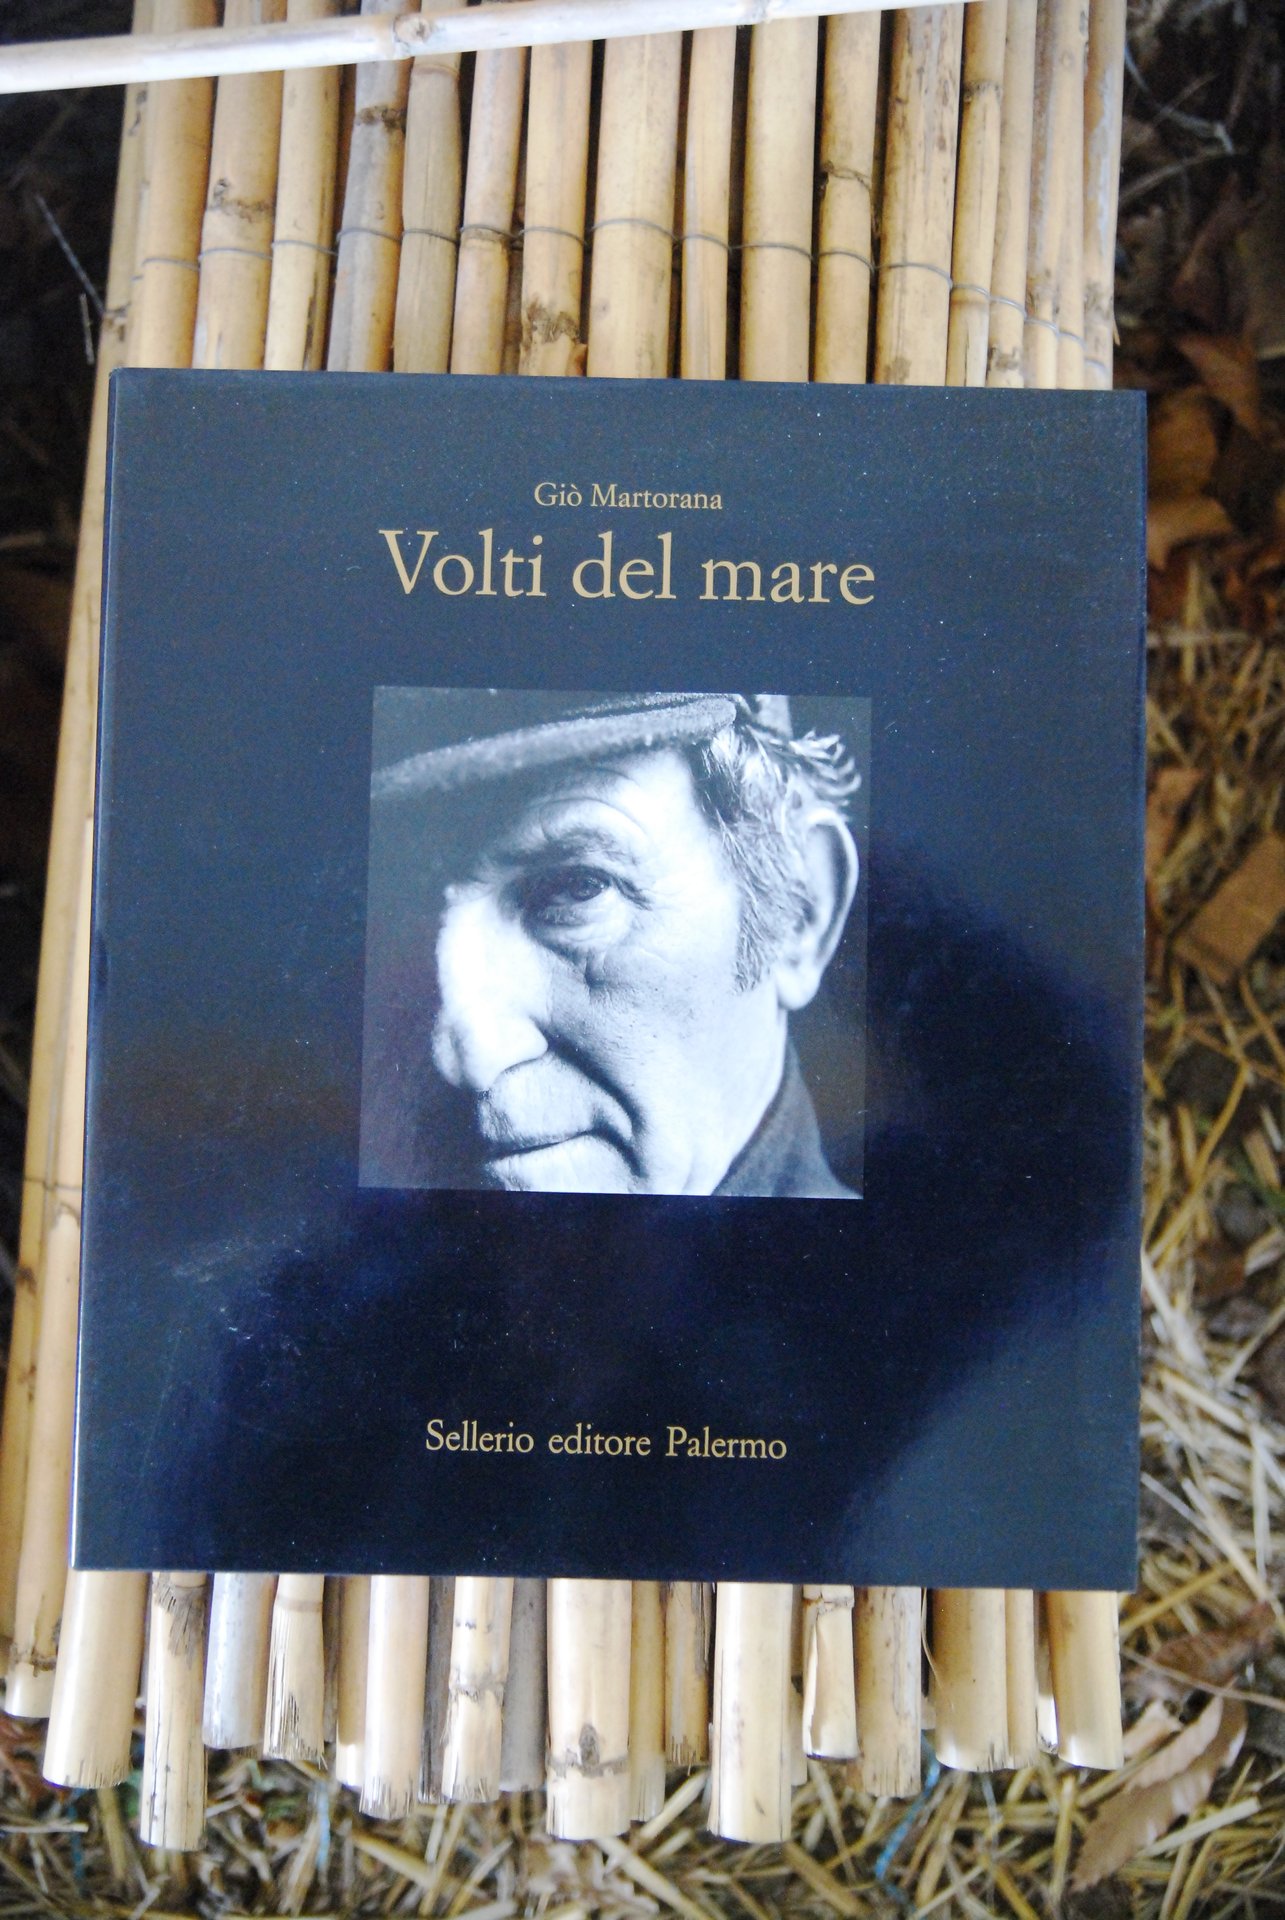 Giò Martorana
Volti del mare
Sellerio editore Palermo